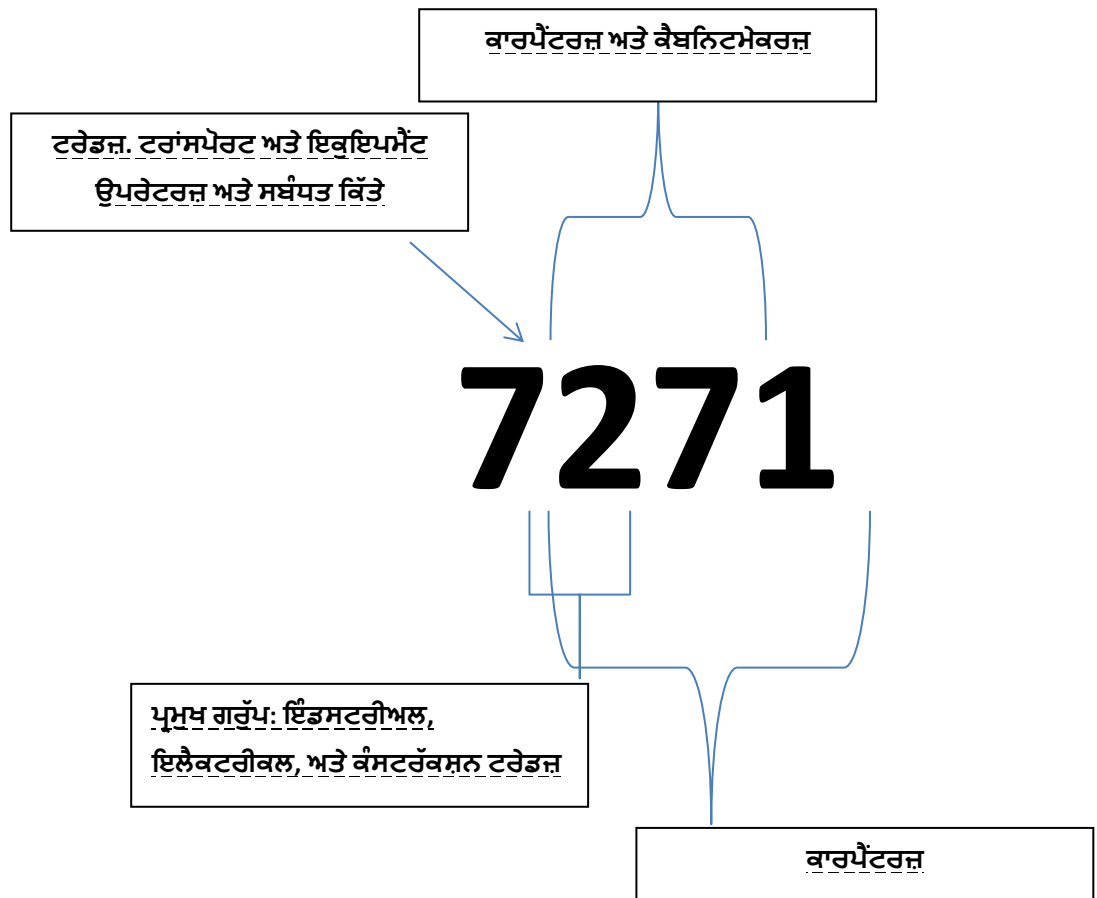 ਕਾਰਪੈਂਟਰਜ਼ ਅਤੇ ਕੈਬਨਿਟਮੇਕਰਜ਼
ਟਰੇਡਜ਼. ਟਰਾਂਸਪੋਰਟ ਅਤੇ ਇਕੁਇਪਮੈਂਟ
ਉਪਰੇਟਰਜ਼ ਅਤੇ ਸਬੰਧਤ ਕਿੱਤੇ
7271
ਪ੍ਰਮੁਖ ਗਰੁੱਪ: ਇੰਡਸਟਰੀਅਲ,
ਇਲੈਕਟਰੀਕਲ, ਅਤੇ ਕੰਸਟਰੱਕਸ਼ਨ ਟਰੇਡਜ਼
ਕਾਰਪੈਂਟਰਜ਼